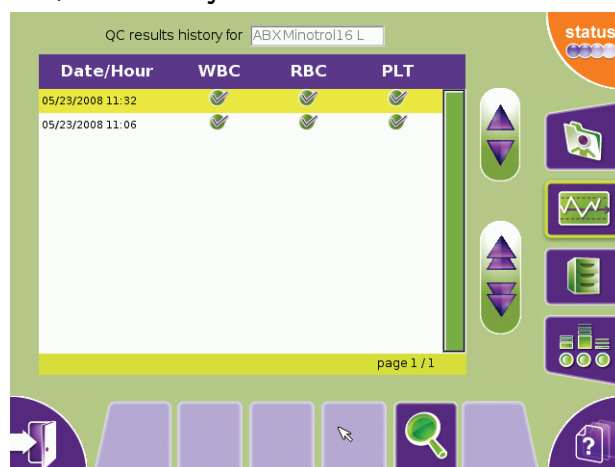 QC results history for ABXMinotrol16 L
status
Date/Hour WBC RBC PLT
05/23/2008 11:32
05/23/2008 11:06
page 1 / 1
?